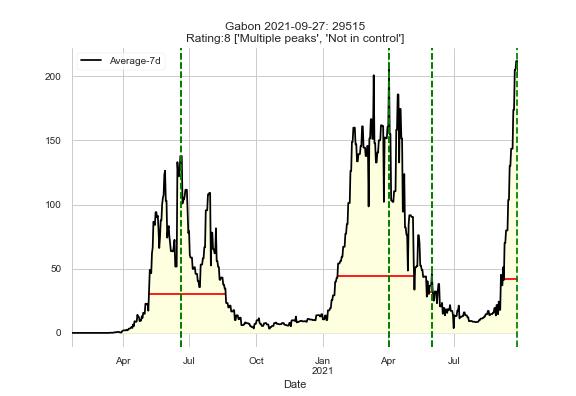 Gabon 2021-09-27: 29515
Rating:8 ['Multiple peaks', 'Not in control']
Average-7d
200
150
100
50
0
Apr Jul Oct Jan Apr Jul
2021
Date